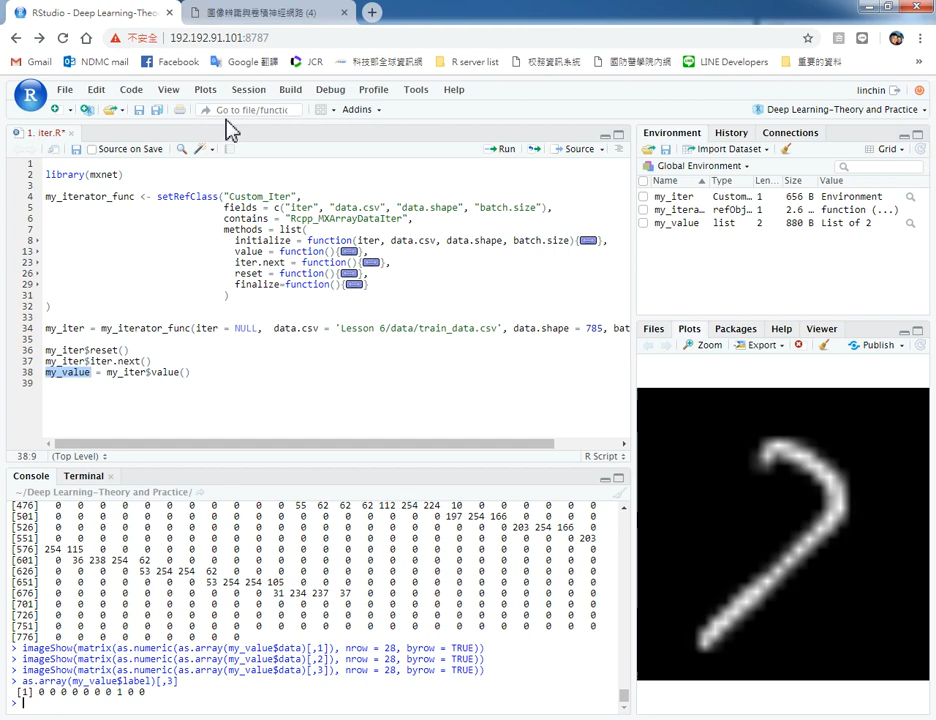 RStudio - Deep Learning-Theo
圖像辨識與卷積神經網路 (4)
不安全
192.192.91.101:8787
Gmail
NDMC mail
Facebook
Google 翻譯
JCR
科技部全球資訊網
R server list
校務資訊系統
國防醫學院內網
LINE Developers
重要的資料
»
R
File Edit Code View Plots Session Build Debug Profile Tools Help
linchin
Go to file/functic
Addins
Deep Learning-Theory and Practice
1. iter.R*
Source on Save
Run
Source
1
2 library(mxnet)
3
4 my_iterator_func <- setRefClass("Custom_Iter",
5 fields = c("iter", "data.csv", "data.shape", "batch.size"),
6 contains = "Rcpp_MXArrayDataIter",
7 methods = list(
8 initialize = function(iter, data.csv, data.shape, batch.size){ },
13 value = function(){ },
23 iter.next = function(){ },
26 reset = function(){ },
29 finalize=function(){ }
31 )
32 )
33
34 my_iter = my_iterator_func(iter = NULL,  data.csv = 'Lesson 6/data/train_data.csv', data.shape = 785, bat
35
36 my_iter$reset()
37 my_iter$iter.next()
38 my_value = my_iter$value()
39
38:9
(Top Level)
R Script
Console
Terminal
~/Deep Learning-Theory and Practice/
[476] 0 0 0 0 0 0 0 0 0 55 62 62 62 112 254 224 10 0 0 0 0 0 0 0 0
[501] 0 0 0 0 0 0 0 0 0 0 0 0 0 0 0 0 197 254 166 0 0 0 0 0 0
[526] 0 0 0 0 0 0 0 0 0 0 0 0 0 0 0 0 0 0 0 203 254 166 0 0 0
[551] 0 0 0 0 0 0 0 0 0 0 0 0 0 0 0 0 0 0 0 0 0 0 0 0 203
[576] 254 115 0 0 0 0 0 0 0 0 0 0 0 0 0 0 0 0 0 0 0 0 0 0 0
[601] 0 36 238 254 62 0 0 0 0 0 0 0 0 0 0 0 0 0 0 0 0 0 0 0 0
[626] 0 0 0 0 53 254 254 62 0 0 0 0 0 0 0 0 0 0 0 0 0 0 0 0 0
[651] 0 0 0 0 0 0 0 53 254 254 105 0 0 0 0 0 0 0 0 0 0 0 0 0 0
[676] 0 0 0 0 0 0 0 0 0 0 31 234 237 37 0 0 0 0 0 0 0 0 0 0 0
[701] 0 0 0 0 0 0 0 0 0 0 0 0 0 0 0 0 0 0 0 0 0 0 0 0 0
[726] 0 0 0 0 0 0 0 0 0 0 0 0 0 0 0 0 0 0 0 0 0 0 0 0 0
[751] 0 0 0 0 0 0 0 0 0 0 0 0 0 0 0 0 0 0 0 0 0 0 0 0 0
[776] 0 0 0 0 0 0 0 0 0
> imageShow(matrix(as.numeric(as.array(my_value$data)[,1]), nrow = 28, byrow = TRUE))
> imageShow(matrix(as.numeric(as.array(my_value$data)[,2]), nrow = 28, byrow = TRUE))
> imageShow(matrix(as.numeric(as.array(my_value$data)[,3]), nrow = 28, byrow = TRUE))
> as.array(my_value$label)[,3]
[1] 0 0 0 0 0 0 0 1 0 0
>
Environment History Connections
Import Dataset
Grid
Global Environment
Name Type Len... Size Value
my_iter Custom... 1 656 B Environment
my_itera... refObj... 1 2.6 ... function (...)
my_value list 2 880 B List of 2
Files Plots Packages Help Viewer
Zoom
Export
Publish